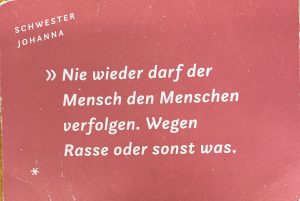 SCHWESTER
JOHANNA
» Nie wieder darf der
Mensch den Menschen
verfolgen. Wegen
Rasse oder sonst was.
*